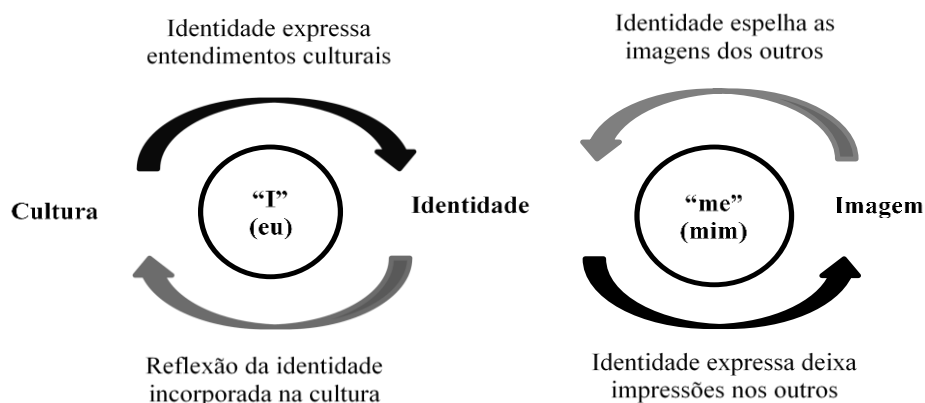 Identidade expressa
entendimentos culturais
Identidade espelha as
imagens dos outros
Cultura
“I”
(eu)
Identidade
“me”
(mim)
Imagem
Reflexão da identidade
incorporada na cultura
Identidade expressa deixa
impressões nos outros